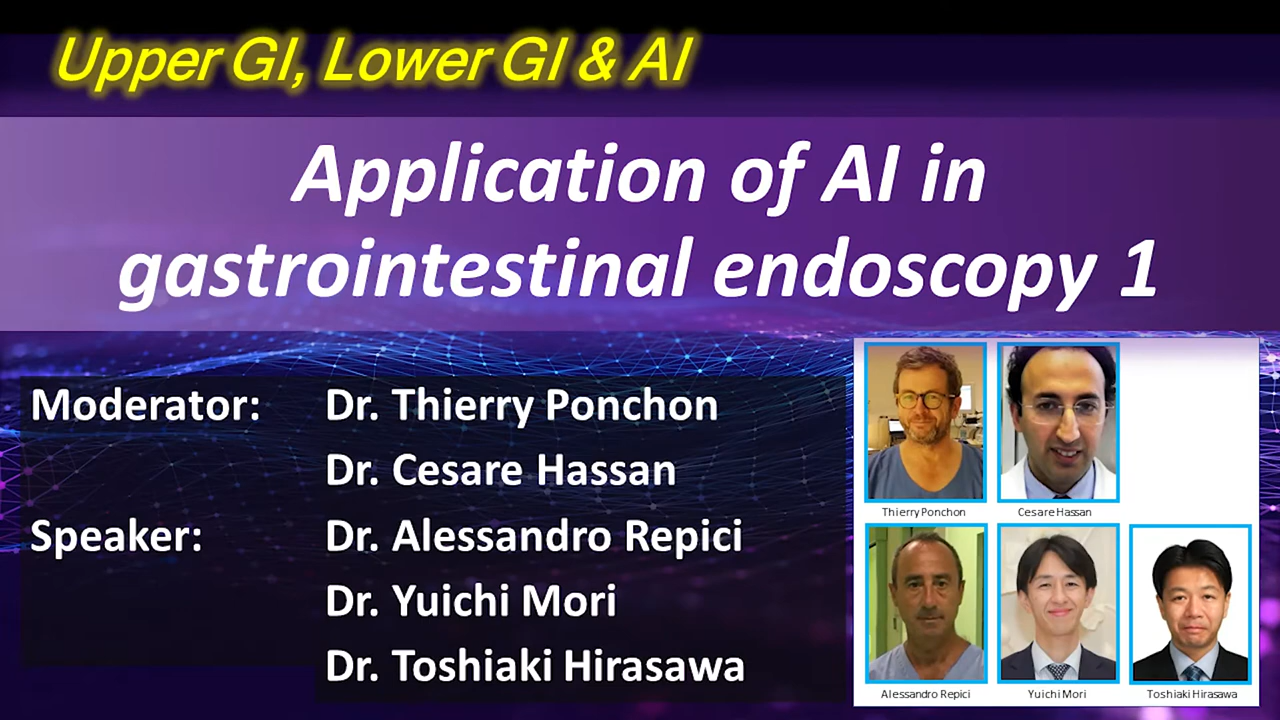 Upper GI, Lower GI & AI
Application of AI in
gastrointestinal endoscopy 1
Moderator: Dr. Thierry Ponchon
Dr. Cesare Hassan
Speaker: Dr. Alessandro Repici
Dr. Yuichi Mori
Dr. Toshiaki Hirasawa
Thierry Ponchon Cesare Hassan
Alessandro Repici Yuichi Mori Toshiaki Hirasawa